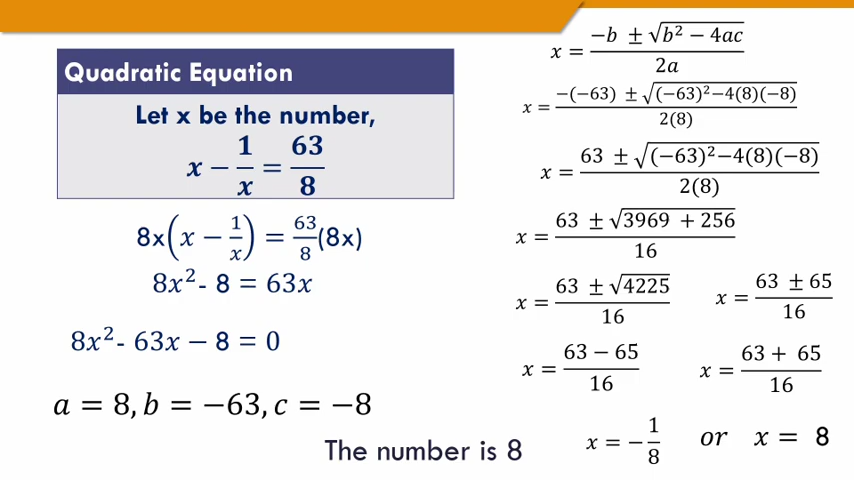 Quadratic Equation
Let x be the number,
x − 1/x = 63/8
8x(x − 1/x) = 63/8 (8x)
8x² - 8 = 63x
8x² - 63x − 8 = 0
a = 8, b = −63, c = −8
x = (−b ± √(b² − 4ac))/2a
x = (−(−63) ± √((−63)²−4(8)(−8)))/2(8)
x = (63 ± √((−63)²−4(8)(−8)))/2(8)
x = (63 ± √(3969 + 256))/16
x = (63 ± √4225)/16 x = (63 ± 65)/16
x = (63 − 65)/16 x = (63 + 65)/16
x = −1/8 or x = 8
The number is 8